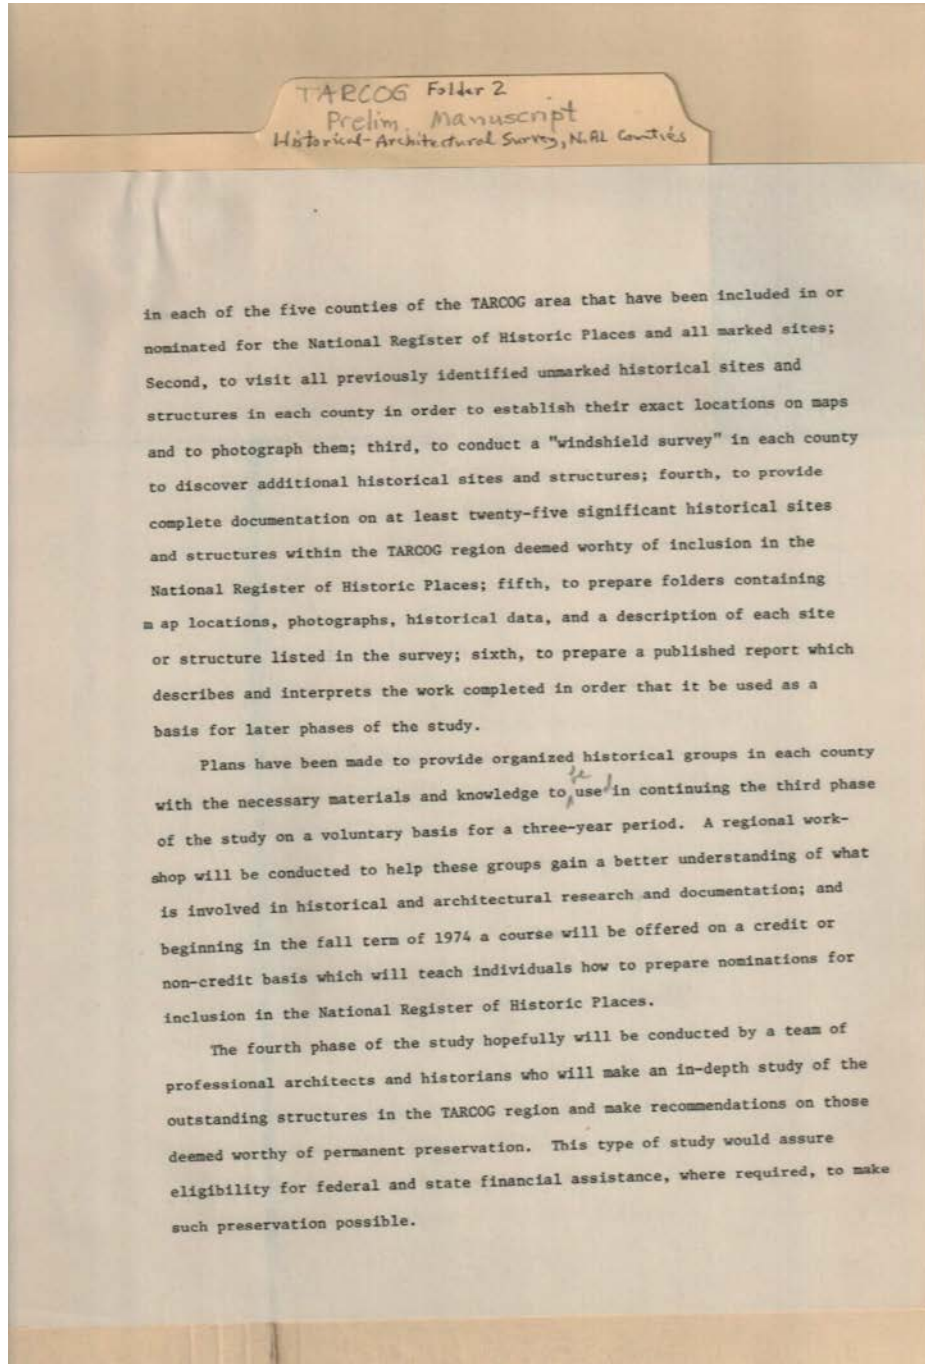 TARCOG Folder 2
Prelim. Manuscript
Historical-Architectural Survey, N. AL Counties
in each of the five counties of the TARCOG area that have been included in or
nominated for the National Register of Historic Places and all marked sites;
Second, to visit all previously identified unmarked historical sites and
structures in each county in order to establish their exact locations on maps
and to photograph them; third, to conduct a "windshield survey" in each county
to discover additional historical sites and structures; fourth, to provide
complete documentation on at least twenty-five significant historical sites
and structures within the TARCOG region deemed worhty of inclusion in the
National Register of Historic Places; fifth, to prepare folders containing
m ap locations, photographs, historical data, and a description of each site
or structure listed in the survey; sixth, to prepare a published report which
describes and interprets the work completed in order that it be used as a
basis for later phases of the study.
Plans have been made to provide organized historical groups in each county
with the necessary materials and knowledge to be used in continuing the third phase
of the study on a voluntary basis for a three-year period. A regional work-
shop will be conducted to help these groups gain a better understanding of what
is involved in historical and architectural research and documentation; and
beginning in the fall term of 1974 a course will be offered on a credit or
non-credit basis which will teach individuals how to prepare nominations for
inclusion in the National Register of Historic Places.
The fourth phase of the study hopefully will be conducted by a team of
professional architects and historians who will make an in-depth study of the
outstanding structures in the TARCOG region and make recommendations on those
deemed worthy of permanent preservation. This type of study would assure
eligibility for federal and state financial assistance, where required, to make
such preservation possible.